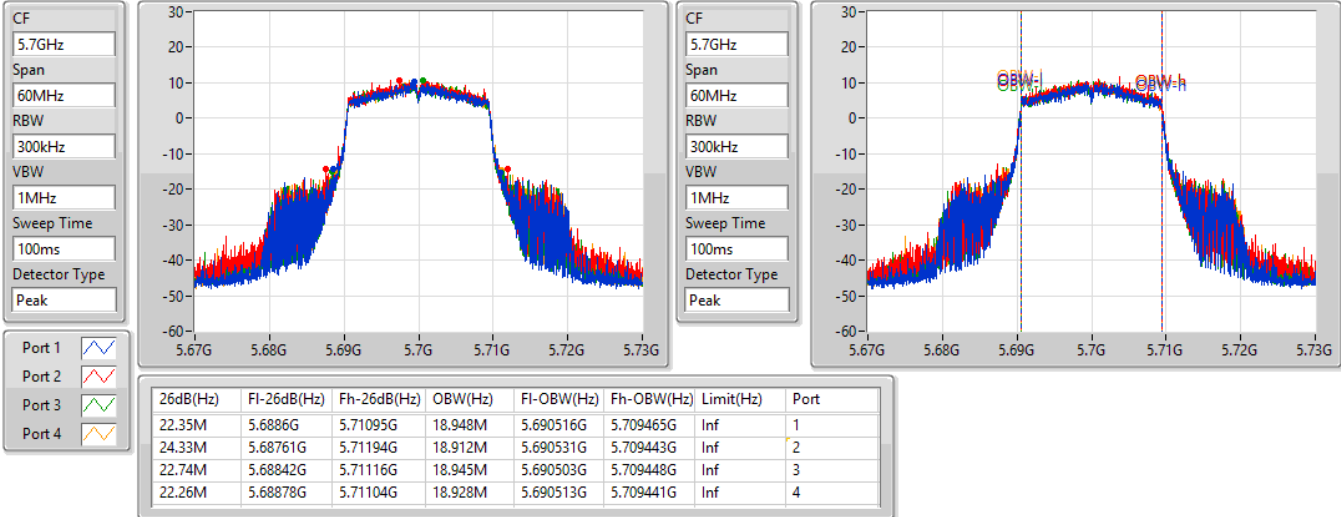 CF
5.7GHz
Span
60MHz
RBW
300kHz
VBW
1MHz
Sweep Time
100ms
Detector Type
Peak
30
20
10
0
-10
-20
-30
-40
-50
-60
5.67G 5.68G 5.69G 5.7G 5.71G 5.72G 5.73G
CF
5.7GHz
Span
60MHz
RBW
300kHz
VBW
1MHz
Sweep Time
100ms
Detector Type
Peak
30
20
10
0
-10
-20
-30
-40
-50
-60
OBW-l OBW-h
5.67G 5.68G 5.69G 5.7G 5.71G 5.72G 5.73G
Port 1
Port 2
Port 3
Port 4
26dB(Hz) Fl-26dB(Hz) Fh-26dB(Hz) OBW(Hz) Fl-OBW(Hz) Fh-OBW(Hz) Limit(Hz) Port
22.35M 5.6886G 5.71095G 18.948M 5.690516G 5.709465G Inf 1
24.33M 5.68761G 5.71194G 18.912M 5.690531G 5.709443G Inf 2
22.74M 5.68842G 5.71116G 18.945M 5.690503G 5.709448G Inf 3
22.26M 5.68878G 5.71104G 18.928M 5.690513G 5.709441G Inf 4